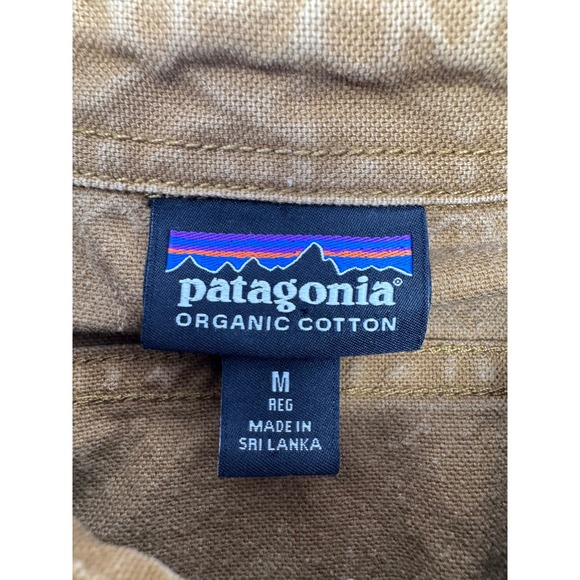 patagonia®
ORGANIC COTTON
M
REG
MADE IN
SRI LANKA